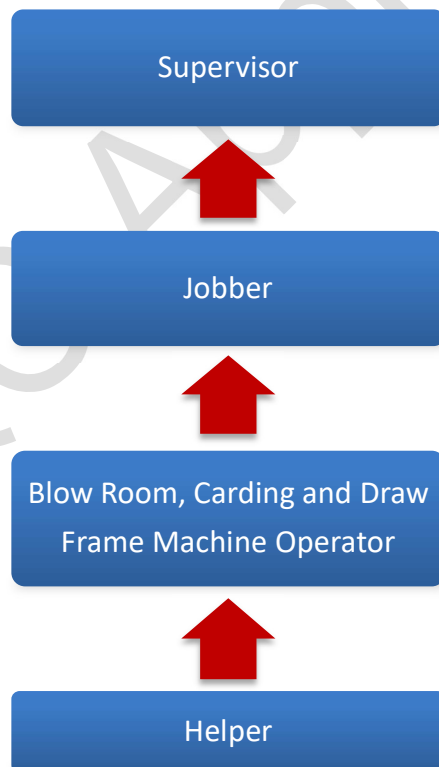 Supervisor
Jobber
Blow Room, Carding and Draw
Frame Machine Operator
Helper